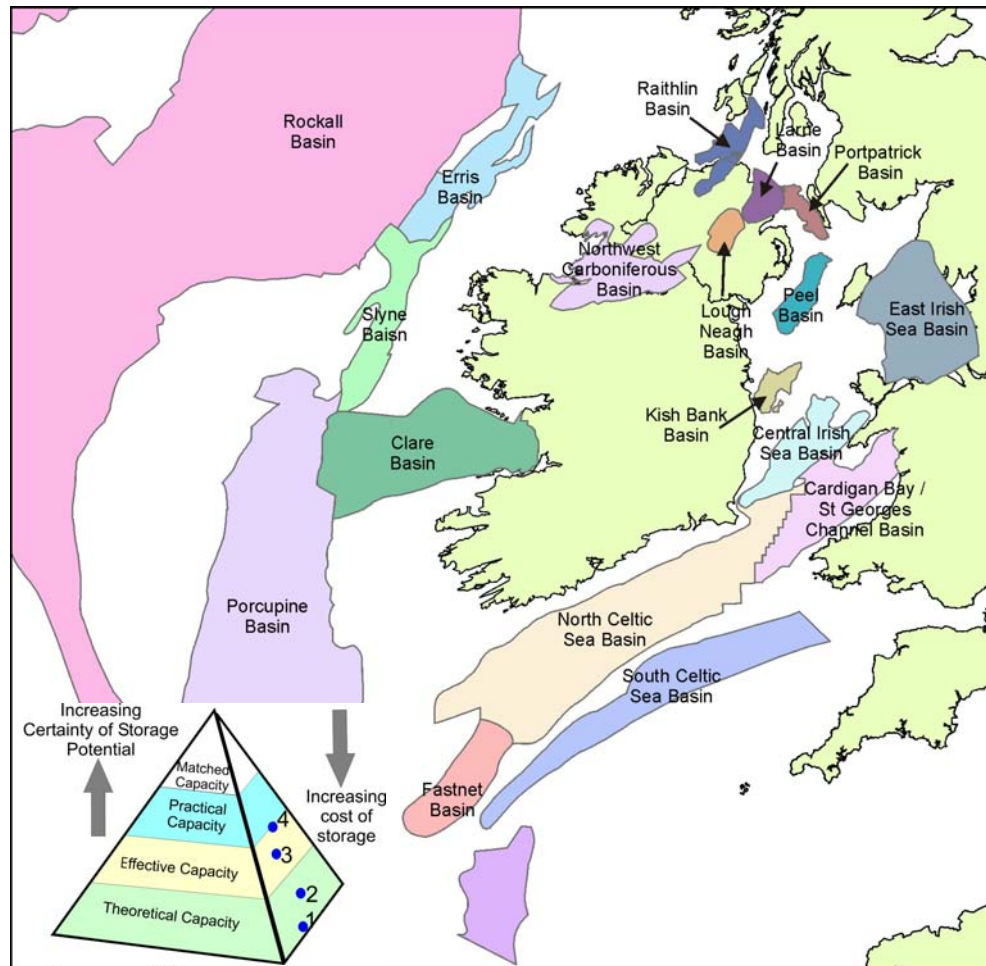 Rockall
Basin
Erris
Basin
Raithlin
Basin
Larne
Basin
Portpatrick
Basin
Northwest
Carboniferous
Basin
Lough
Neagh
Basin
Peel
Basin
East Irish
Sea Basin
Slyne
Baisn
Clare
Basin
Kish Bank
Basin
Central Irish
Sea Basin
Cardigan Bay /
St Georges
Channel Basin
Porcupine
Basin
North Celtic
Sea Basin
South Celtic
Sea Basin
Fastnet
Basin
Increasing
Certainty of Storage
Potential
Matched
Capacity
Practical
Capacity
Effective Capacity
Theoretical Capacity
4
3
2
1
Increasing
cost of
storage